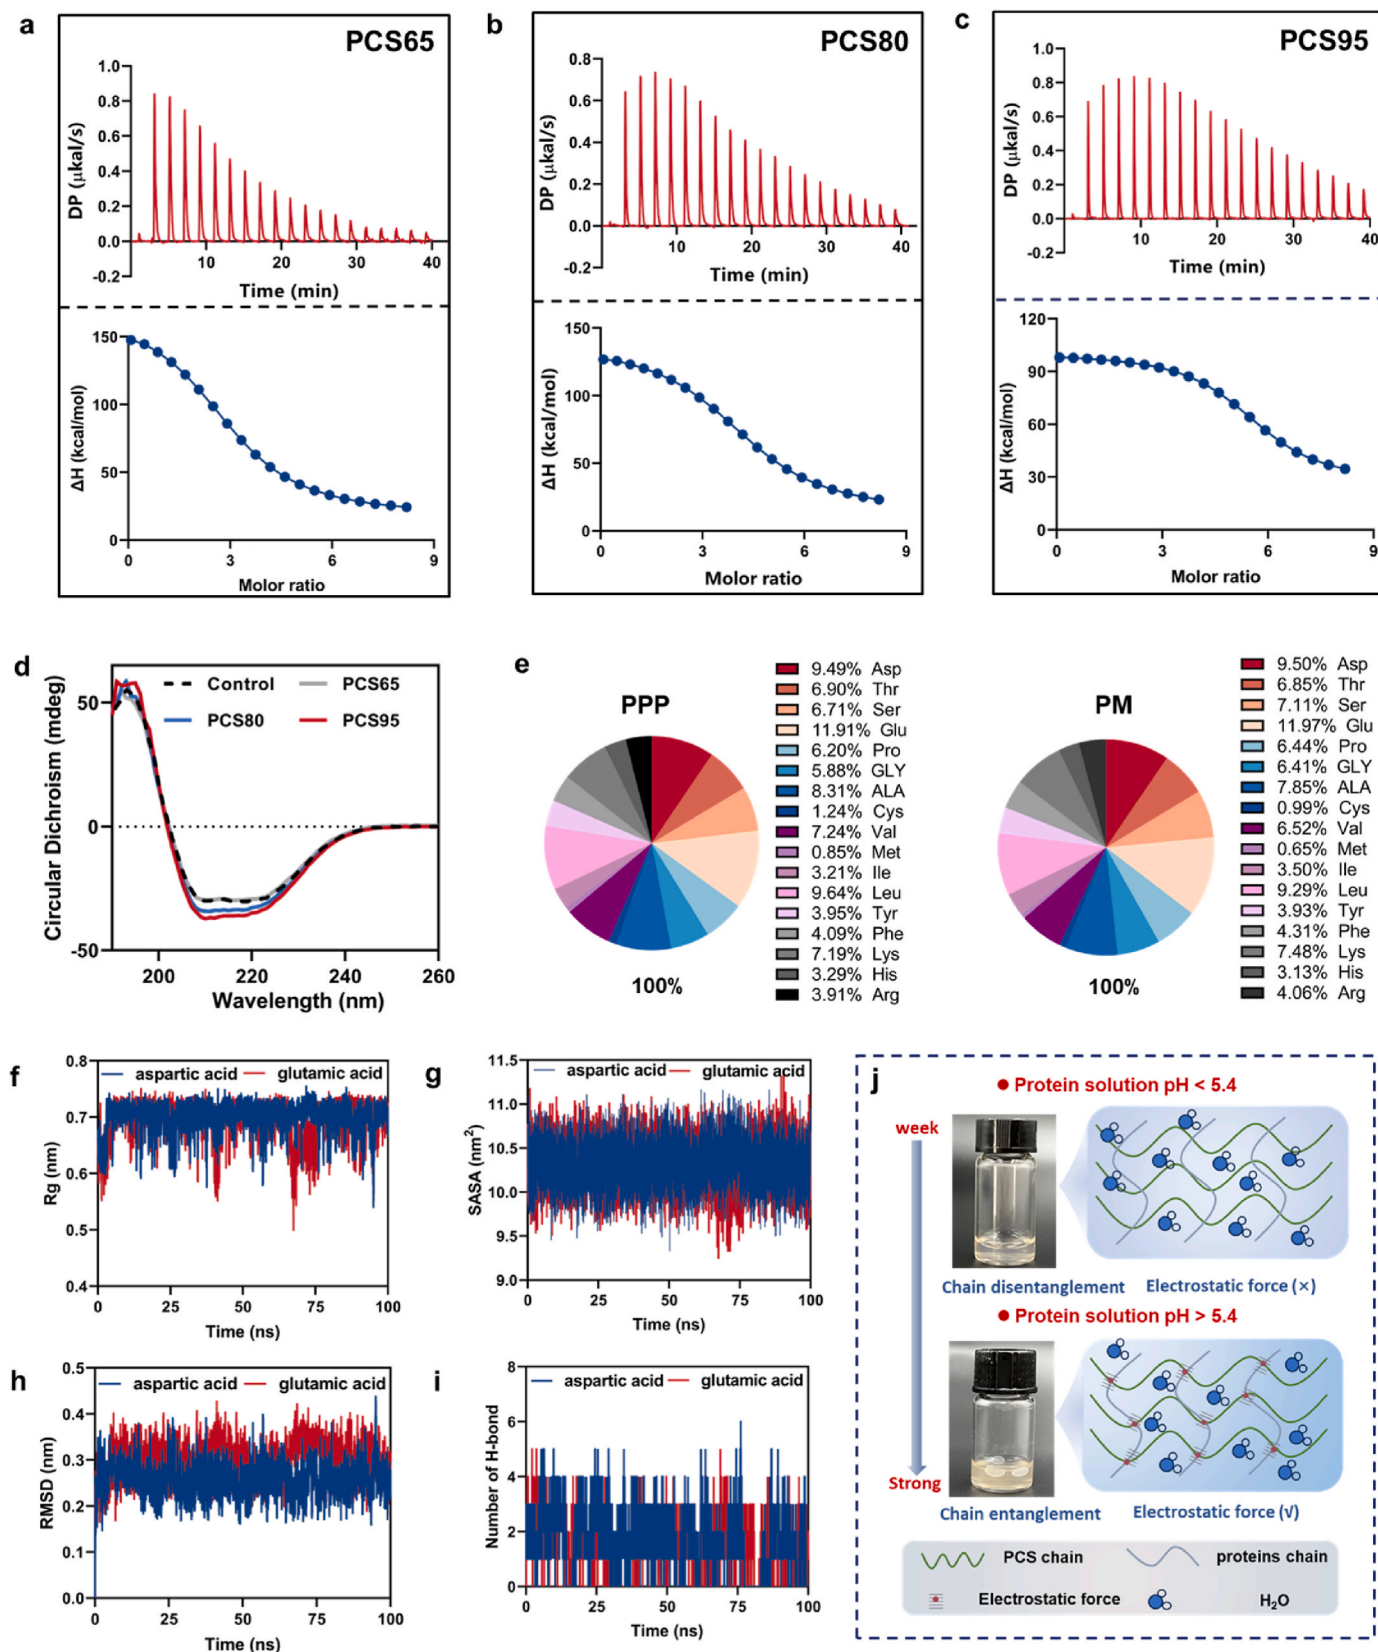 a
PCS65
DP (μkal/s)
1.0
0.8
0.6
0.4
0.2
0.0
-0.2
10 20 30 40
Time (min)
ΔH (kcal/mol)
150
100
50
0
0 3 6 9
Molor ratio
b
PCS80
DP (μkal/s)
0.8
0.6
0.4
0.2
0.0
-0.2
10 20 30 40
Time (min)
ΔH (kcal/mol)
150
100
50
0
0 3 6 9
Molor ratio
c
PCS95
DP (μkal/s)
1.0
0.8
0.6
0.4
0.2
0.0
-0.2
10 20 30 40
Time (min)
ΔH (kcal/mol)
120
90
60
30
0
0 3 6 9
Molor ratio
d
Control PCS65
PCS80 PCS95
Circular Dichroism (mdeg)
50
0
-50
200 220 240 260
Wavelength (nm)
e
PPP
100%
9.49% Asp
6.90% Thr
6.71% Ser
11.91% Glu
6.20% Pro
5.88% GLY
8.31% ALA
1.24% Cys
7.24% Val
0.85% Met
3.21% Ile
9.64% Leu
3.95% Tyr
4.09% Phe
7.19% Lys
3.29% His
3.91% Arg
PM
100%
9.50% Asp
6.85% Thr
7.11% Ser
11.97% Glu
6.44% Pro
6.41% GLY
7.85% ALA
0.99% Cys
6.52% Val
0.65% Met
3.50% Ile
9.29% Leu
3.93% Tyr
4.31% Phe
7.48% Lys
3.13% His
4.06% Arg
f
aspartic acid glutamic acid
Rg (nm)
0.8
0.7
0.6
0.5
0.4
0 25 50 75 100
Time (ns)
g
aspartic acid glutamic acid
SASA (nm²)
11.5
11.0
10.5
10.0
9.5
9.0
0 25 50 75 100
Time (ns)
h
aspartic acid glutamic acid
RMSD (nm)
0.5
0.4
0.3
0.2
0.1
0.0
0 25 50 75 100
Time (ns)
i
aspartic acid glutamic acid
Number of H-bond
8
6
4
2
0
0 25 50 75 100
Time (ns)
j
● Protein solution pH < 5.4
week
Chain disentanglement Electrostatic force (×)
● Protein solution pH > 5.4
Strong
Chain entanglement Electrostatic force (√)
PCS chain proteins chain
Electrostatic force H₂O